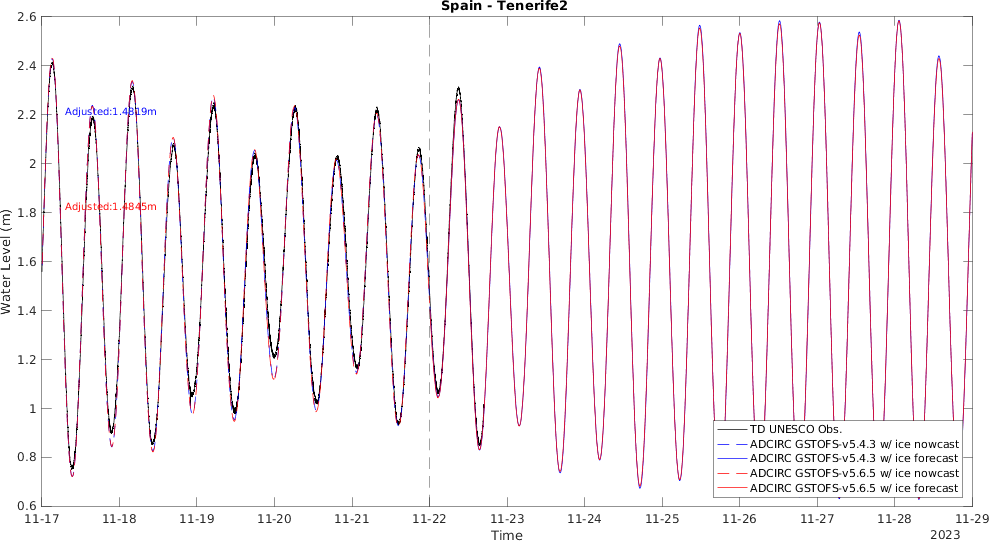 Spain - Tenerife2
2.6
2.4
2.2
2
1.8
1.6
1.4
1.2
1
0.8
0.6
Water Level (m)
Adjusted:1.4819m
Adjusted:1.4845m
TD UNESCO Obs.
ADCIRC GSTOFS-v5.4.3 w/ ice nowcast
ADCIRC GSTOFS-v5.4.3 w/ ice forecast
ADCIRC GSTOFS-v5.6.5 w/ ice nowcast
ADCIRC GSTOFS-v5.6.5 w/ ice forecast
11-17 11-18 11-19 11-20 11-21 11-22 11-23 11-24 11-25 11-26 11-27 11-28 11-29
Time
2023